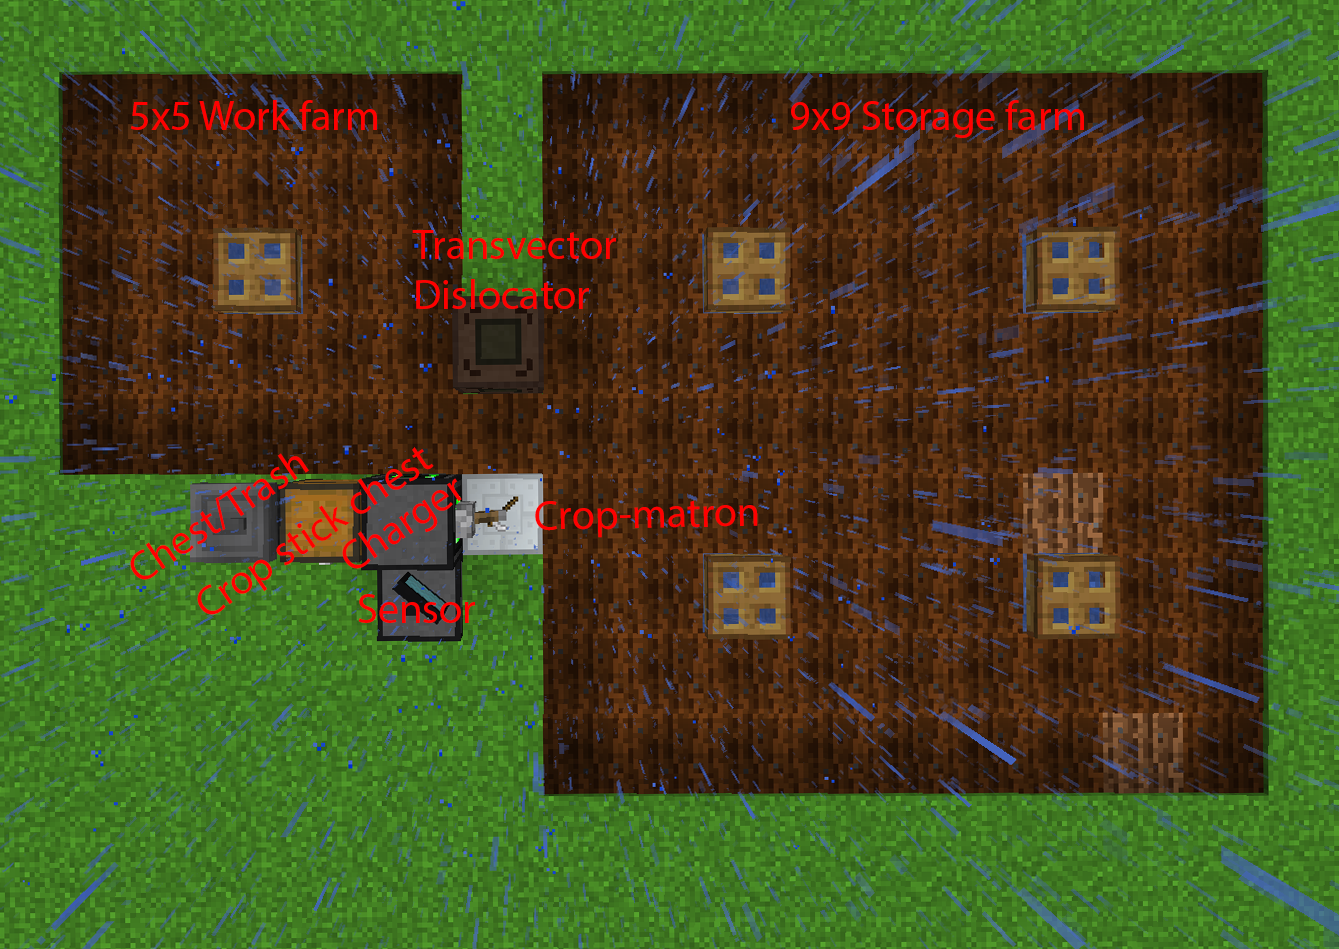 5x5 Work farm
9x9 Storage farm
Transvector
Dislocator
Chest/Trash
Crop stick chest
Charger
Crop-matron
Sensor